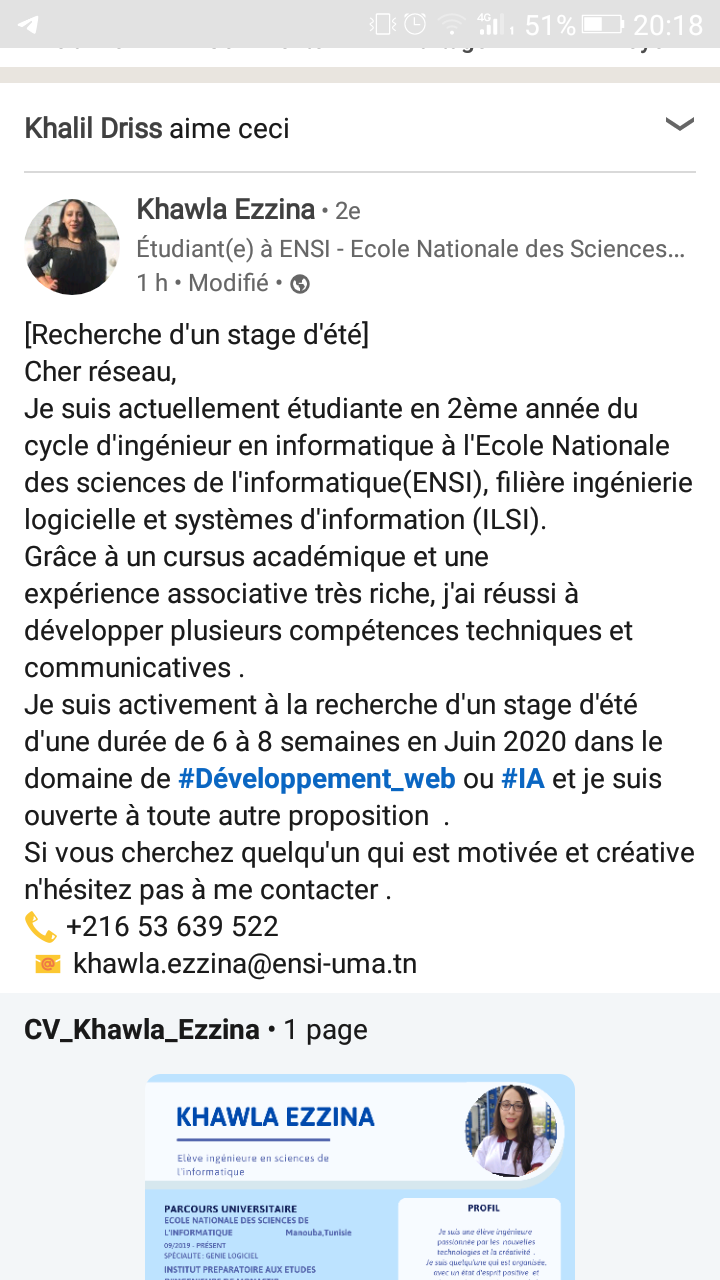 4G 51% 20:18
Khalil Driss aime ceci
Khawla Ezzina • 2e
Étudiant(e) à ENSI - Ecole Nationale des Sciences...
1 h • Modifié •
[Recherche d'un stage d'été]
Cher réseau,
Je suis actuellement étudiante en 2ème année du
cycle d'ingénieur en informatique à l'Ecole Nationale
des sciences de l'informatique(ENSI), filière ingénierie
logicielle et systèmes d'information (ILSI).
Grâce à un cursus académique et une
expérience associative très riche, j'ai réussi à
développer plusieurs compétences techniques et
communicatives .
Je suis activement à la recherche d'un stage d'été
d'une durée de 6 à 8 semaines en Juin 2020 dans le
domaine de #Développement_web ou #IA et je suis
ouverte à toute autre proposition .
Si vous cherchez quelqu'un qui est motivée et créative
n'hésitez pas à me contacter .
+216 53 639 522
khawla.ezzina@ensi-uma.tn
CV_Khawla_Ezzina • 1 page
KHAWLA EZZINA
Elève ingénieure en sciences de
l'informatique
PARCOURS UNIVERSITAIRE
ECOLE NATIONALE DES SCIENCES DE
L'INFORMATIQUE Manouba,Tunisie
09/2019 - PRÉSENT
SPÉCIALITE : GENIE LOGICIEL
INSTITUT PREPARATOIRE AUX ETUDES
PROFIL
Je suis une élève ingénieure
passionnée par les nouvelles
technologies et la créativité .
Je suis quelqu'une qui est organisée,
avec un état d'esprit positive et